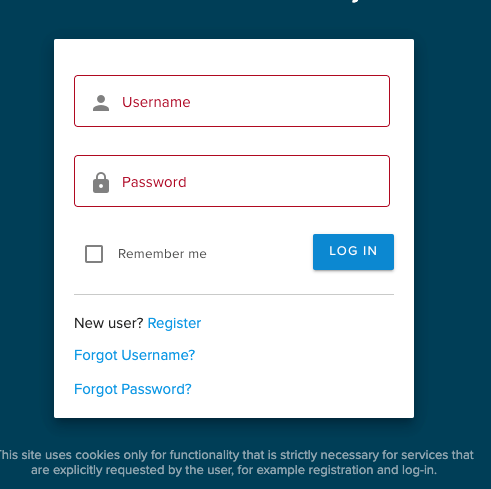 Username
Password
Remember me
LOG IN
New user? Register
Forgot Username?
Forgot Password?
site uses cookies only for functionality that is strictly necessary for services that
are explicitly requested by the user, for example registration and log-in.